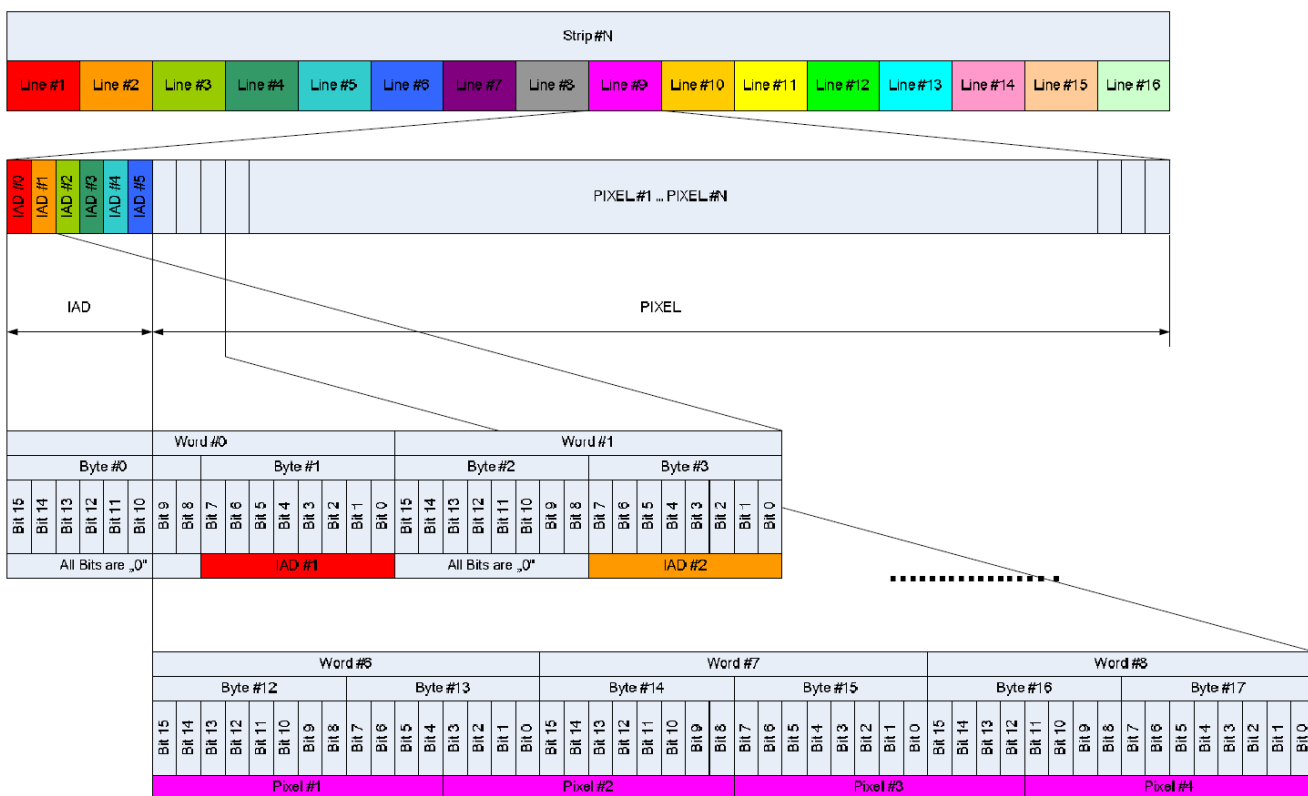 Strip #N
Line #1 Line #2 Line #3 Line #4 Line #5 Line #6 Line #7 Line #8 Line #9 Line #10 Line #11 Line #12 Line #13 Line #14 Line #15 Line #16
IAD #0 IAD #1 IAD #2 IAD #3 IAD #4 IAD #5 PIXEL #1 ... PIXEL #N
IAD PIXEL
Word #0 Word #1
Byte #0 Byte #1 Byte #2 Byte #3
Bit 15 Bit 14 Bit 13 Bit 12 Bit 11 Bit 10 Bit 9 Bit 8 Bit 7 Bit 6 Bit 5 Bit 4 Bit 3 Bit 2 Bit 1 Bit 0 Bit 15 Bit 14 Bit 13 Bit 12 Bit 11 Bit 10 Bit 9 Bit 8 Bit 7 Bit 6 Bit 5 Bit 4 Bit 3 Bit 2 Bit 1 Bit 0
All Bits are „0" IAD #1 All Bits are „0" IAD #2
Word #6 Word #7 Word #8
Byte #12 Byte #13 Byte #14 Byte #15 Byte #16 Byte #17
Bit 15 Bit 14 Bit 13 Bit 12 Bit 11 Bit 10 Bit 9 Bit 8 Bit 7 Bit 6 Bit 5 Bit 4 Bit 3 Bit 2 Bit 1 Bit 0 Bit 15 Bit 14 Bit 13 Bit 12 Bit 11 Bit 10 Bit 9 Bit 8 Bit 7 Bit 6 Bit 5 Bit 4 Bit 3 Bit 2 Bit 1 Bit 0 Bit 15 Bit 14 Bit 13 Bit 12 Bit 11 Bit 10 Bit 9 Bit 8 Bit 7 Bit 6 Bit 5 Bit 4 Bit 3 Bit 2 Bit 1 Bit 0
Pixel #1 Pixel #2 Pixel #3 Pixel #4